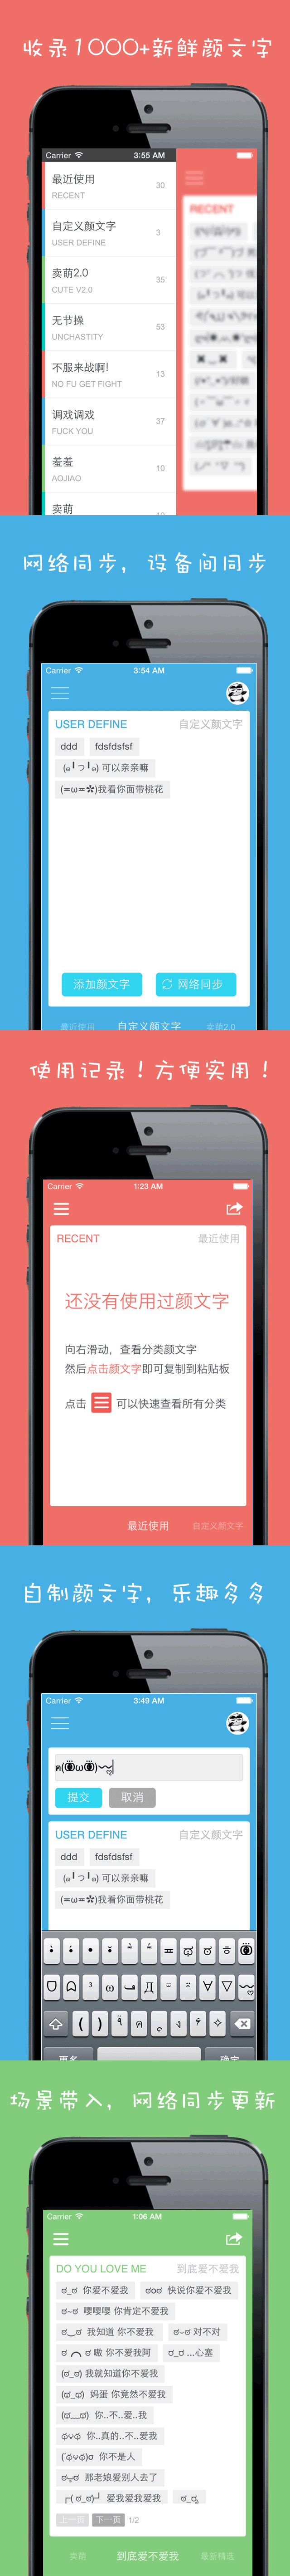 收录1000+新鲜颜文字
Carrier 3:55 AM
最近使用 30
RECENT
自定义颜文字 3
USER DEFINE
卖萌2.0 35
CUTE V2.0
无节操 53
UNCHASTITY
不服来战啊! 13
NO FU GET FIGHT
调戏调戏 37
FUCK YOU
羞羞 10
AOJIAO
卖萌
RECENT
网络同步，设备间同步
Carrier 3:54 AM
USER DEFINE 自定义颜文字
ddd fdsfdsfsf
可以亲亲嘛
(=ω=✲)我看你面带桃花
添加颜文字 网络同步
最近使用 自定义颜文字 卖萌2.0
使用记录！方便实用！
Carrier 1:23 AM
RECENT 最近使用
还没有使用过颜文字
向右滑动，查看分类颜文字
然后点击颜文字即可复制到粘贴板
点击 可以快速查看所有分类
最近使用 自定义颜文字
自制颜文字，乐趣多多
Carrier 3:49 AM
提交 取消
USER DEFINE 自定义颜文字
ddd fdsfdsfsf
可以亲亲嘛
(=ω=✲)我看你面带桃花
更多 确定
场景带入，网络同步更新
Carrier 1:06 AM
DO YOU LOVE ME 到底爱不爱我
ಠ_ಠ 你爱不爱我 ಠoಠ 快说你爱不爱我
ಠ~ಠ 嘤嘤嘤 你肯定不爱我
ಠ‿ಠ 我知道 你不爱我 ಠ~ಠ 对不对
ಠ ︵ ಠ 嗷 你不爱我阿 ಠ_ಠ ...心塞
(ಠ_ಠ) 我就知道你不爱我
(ಥ_ಥ) 妈蛋 你竟然不爱我
(ಥ﹏ಥ) 你..不..爱..我
你..真的..不..爱我
你不是人
那老娘爱别人去了
┌( ಠ_ಠ)┘ 爱我爱我爱我
上一页 下一页 1/2
卖萌 到底爱不爱我 最新精选